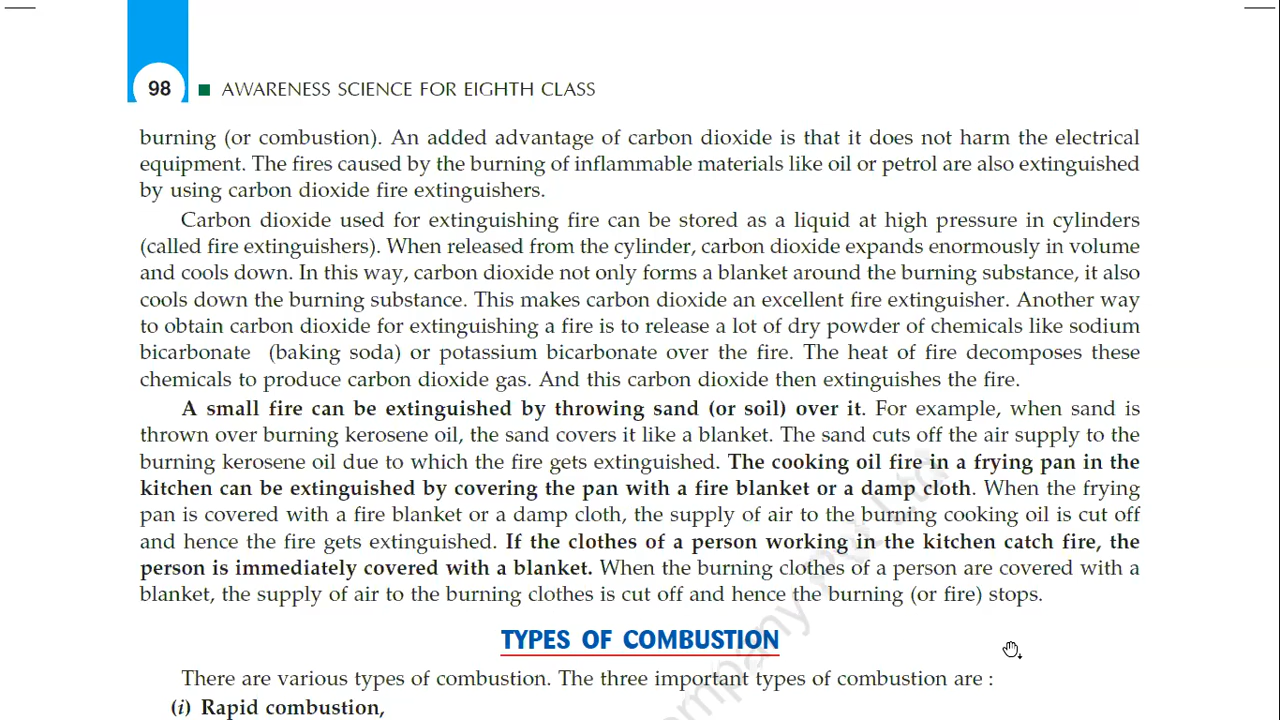 98 ■ AWARENESS SCIENCE FOR EIGHTH CLASS
burning (or combustion). An added advantage of carbon dioxide is that it does not harm the electrical
equipment. The fires caused by the burning of inflammable materials like oil or petrol are also extinguished
by using carbon dioxide fire extinguishers.
Carbon dioxide used for extinguishing fire can be stored as a liquid at high pressure in cylinders
(called fire extinguishers). When released from the cylinder, carbon dioxide expands enormously in volume
and cools down. In this way, carbon dioxide not only forms a blanket around the burning substance, it also
cools down the burning substance. This makes carbon dioxide an excellent fire extinguisher. Another way
to obtain carbon dioxide for extinguishing a fire is to release a lot of dry powder of chemicals like sodium
bicarbonate (baking soda) or potassium bicarbonate over the fire. The heat of fire decomposes these
chemicals to produce carbon dioxide gas. And this carbon dioxide then extinguishes the fire.
A small fire can be extinguished by throwing sand (or soil) over it. For example, when sand is
thrown over burning kerosene oil, the sand covers it like a blanket. The sand cuts off the air supply to the
burning kerosene oil due to which the fire gets extinguished. The cooking oil fire in a frying pan in the
kitchen can be extinguished by covering the pan with a fire blanket or a damp cloth. When the frying
pan is covered with a fire blanket or a damp cloth, the supply of air to the burning cooking oil is cut off
and hence the fire gets extinguished. If the clothes of a person working in the kitchen catch fire, the
person is immediately covered with a blanket. When the burning clothes of a person are covered with a
blanket, the supply of air to the burning clothes is cut off and hence the burning (or fire) stops.
TYPES OF COMBUSTION
There are various types of combustion. The three important types of combustion are :
(i) Rapid combustion,